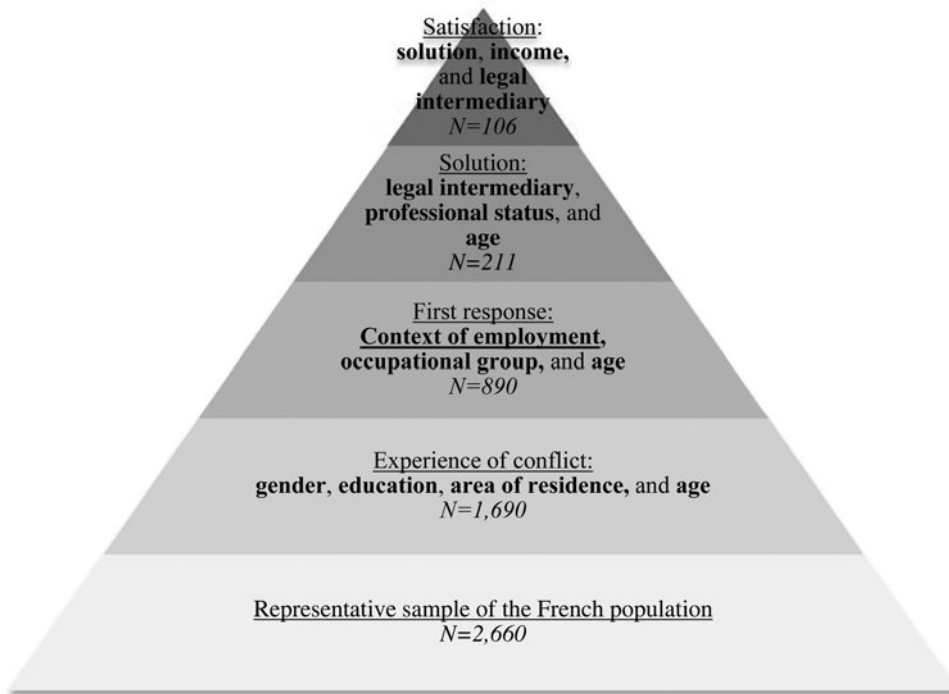 Satisfaction:
solution, income,
and legal
intermediary
N=106
Solution:
legal intermediary,
professional status, and
age
N=211
First response:
Context of employment,
occupational group, and age
N=890
Experience of conflict:
gender, education, area of residence, and age
N=1,690
Representative sample of the French population
N=2,660